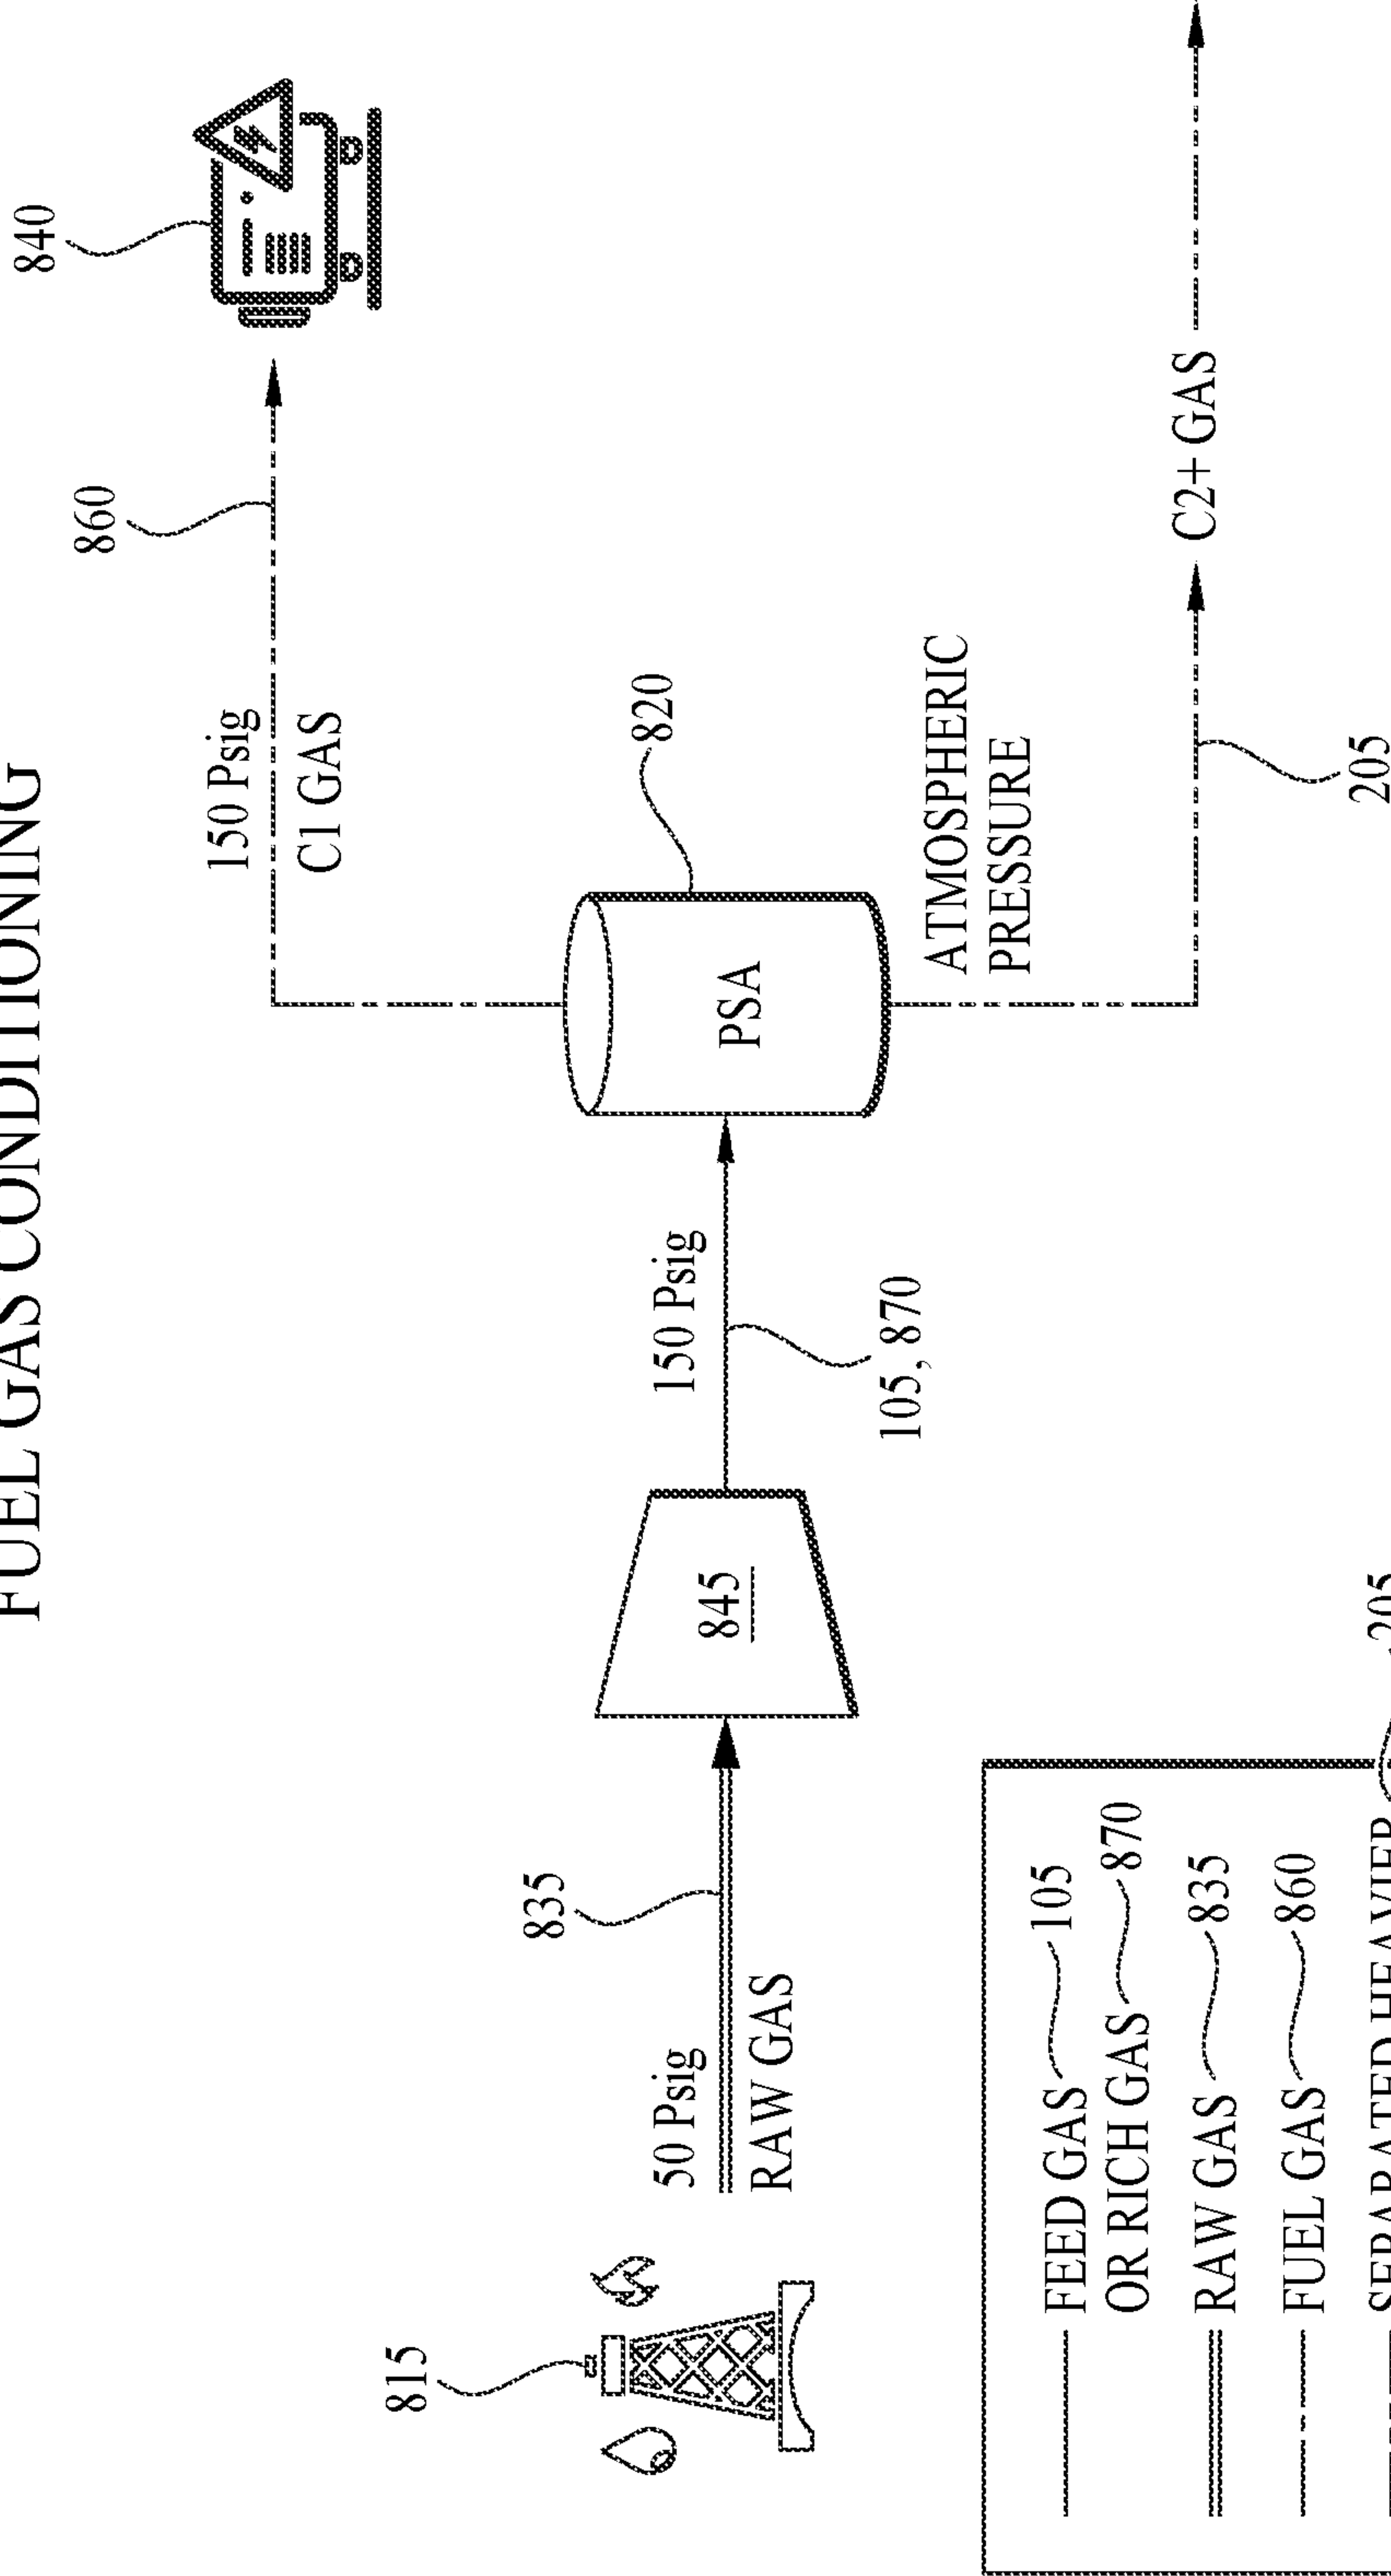 FUEL GAS CONDITIONING
840
860
150 Psig
C1 GAS
815
835
50 Psig
RAW GAS
845
150 Psig
105, 870
PSA
820
ATMOSPHERIC
PRESSURE
C2+ GAS
205
FEED GAS 105
OR RICH GAS 870
RAW GAS 835
FUEL GAS 860
SEPARATED HEAVIER 205